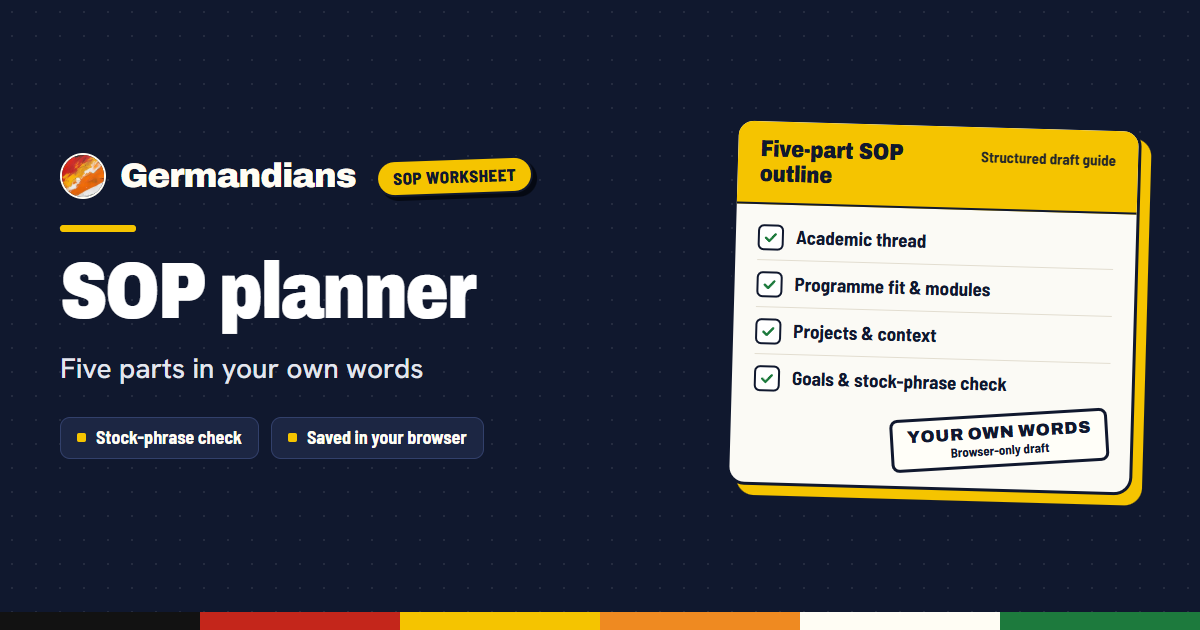 Germandians
SOP WORKSHEET
SOP planner
Five parts in your own words
Stock-phrase check
Saved in your browser
Five-part SOP
outline
Structured draft guide
Academic thread
Programme fit & modules
Projects & context
Goals & stock-phrase check
YOUR OWN WORDS
Browser-only draft